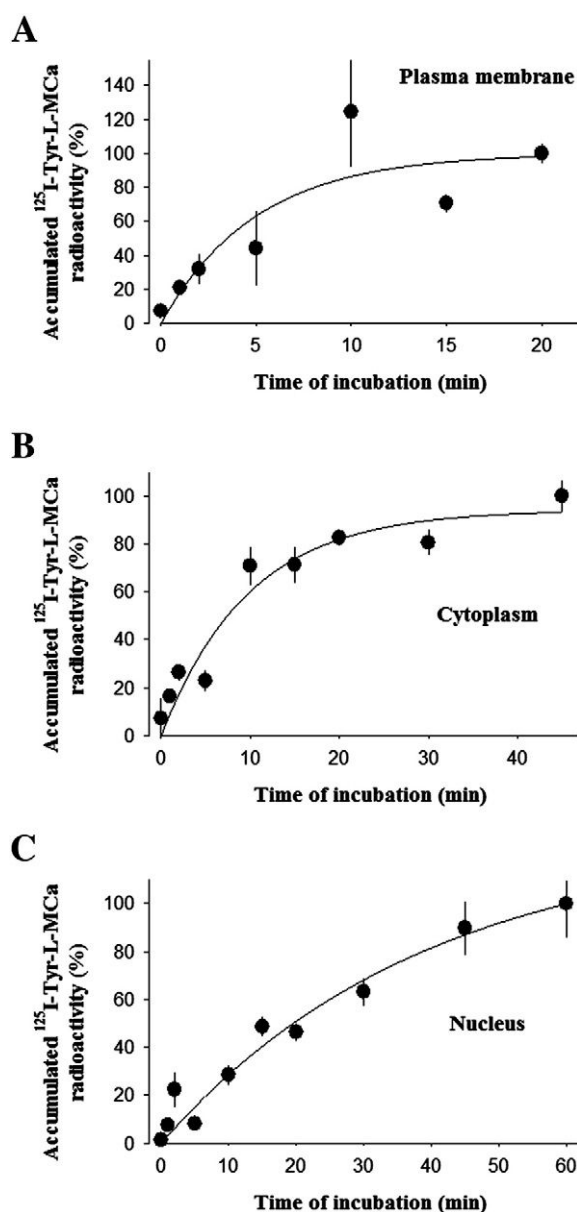 A
Accumulated ¹²⁵I-Tyr-L-MCa
radioactivity (%)
Plasma membrane
140
120
100
80
60
40
20
0
0 5 10 15 20
Time of incubation (min)
B
Accumulated ¹²⁵I-Tyr-L-MCa
radioactivity (%)
100
80
60
40
20
0
Cytoplasm
0 10 20 30 40
Time of incubation (min)
C
Accumulated ¹²⁵I-Tyr-L-MCa
radioactivity (%)
100
80
60
40
20
0
Nucleus
0 10 20 30 40 50 60
Time of incubation (min)